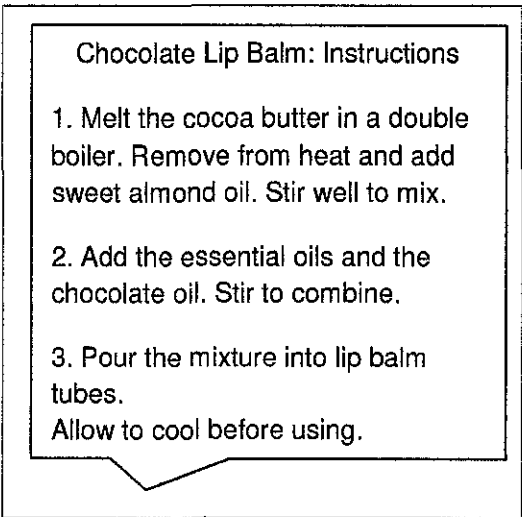 Chocolate Lip Balm: Instructions
1. Melt the cocoa butter in a double
boiler. Remove from heat and add
sweet almond oil. Stir well to mix.
2. Add the essential oils and the
chocolate oil. Stir to combine.
3. Pour the mixture into lip balm
tubes.
Allow to cool before using.